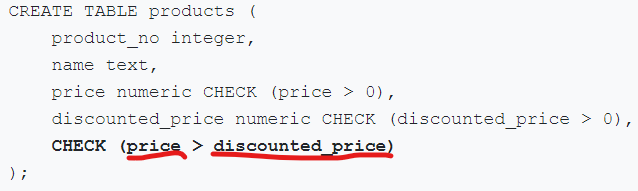 CREATE TABLE products (
product_no integer,
name text,
price numeric CHECK (price > 0),
discounted_price numeric CHECK (discounted_price > 0),
CHECK (price > discounted_price)
);